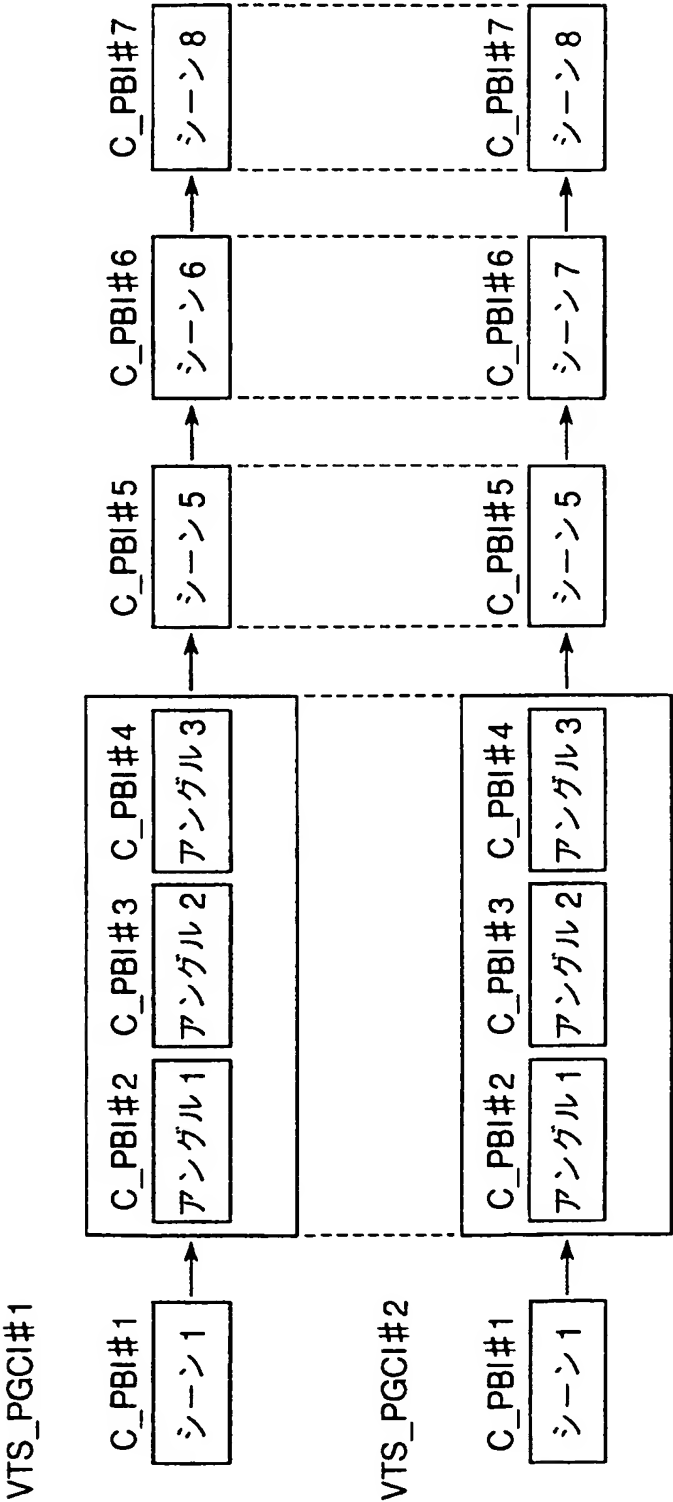 VTS_PGCI#1
C_PBI#1
シーン1
C_PBI#2
アングル1
C_PBI#3
アングル2
C_PBI#4
アングル3
C_PBI#5
シーン5
C_PBI#6
シーン6
C_PBI#7
シーン8
VTS_PGCI#2
C_PBI#1
シーン1
C_PBI#2
アングル1
C_PBI#3
アングル2
C_PBI#4
アングル3
C_PBI#5
シーン5
C_PBI#6
シーン7
C_PBI#7
シーン8